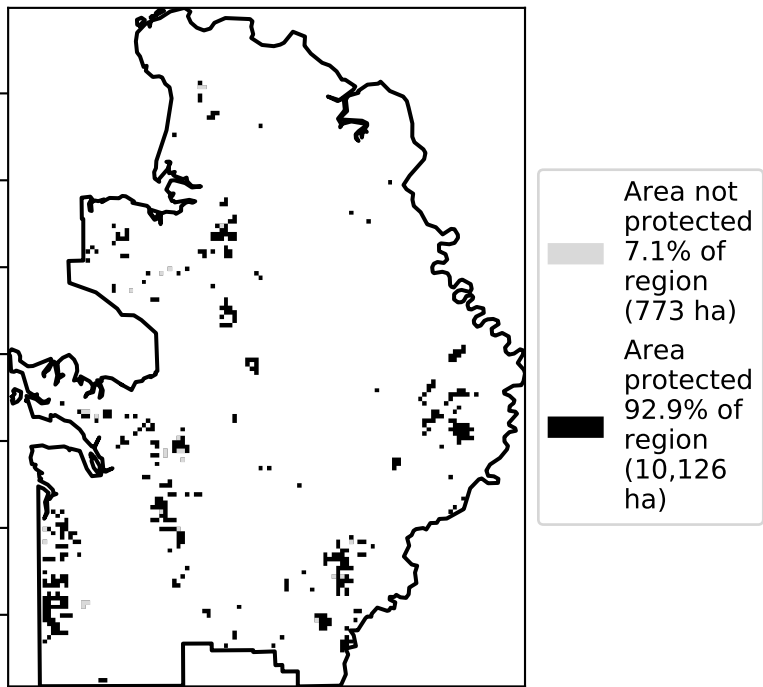 Area not
protected
7.1% of
region
(773 ha)
Area
protected
92.9% of
region
(10,126
ha)